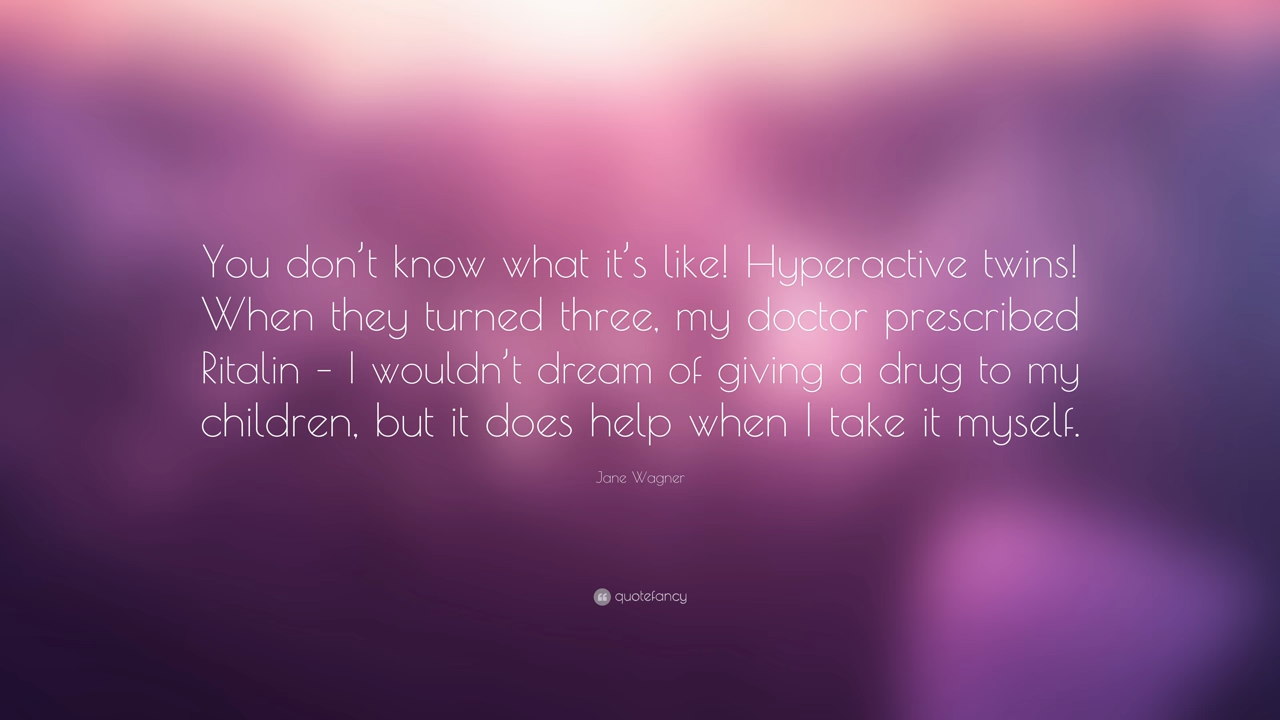 You don’t know what it’s like! Hyperactive twins!
When they turned three, my doctor prescribed
Ritalin – I wouldn’t dream of giving a drug to my
children, but it does help when I take it myself.
Jane Wagner
quotefancy